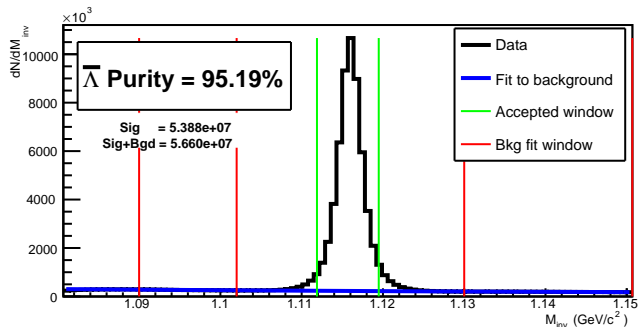 ×10³
dN/dM_inv
10000
8000
6000
4000
2000
0
Λ̅ Purity = 95.19%
Sig = 5.388e+07
Sig+Bgd = 5.660e+07
Data
Fit to background
Accepted window
Bkg fit window
1.09 1.1 1.11 1.12 1.13 1.14 1.15
M_inv (GeV/c²)